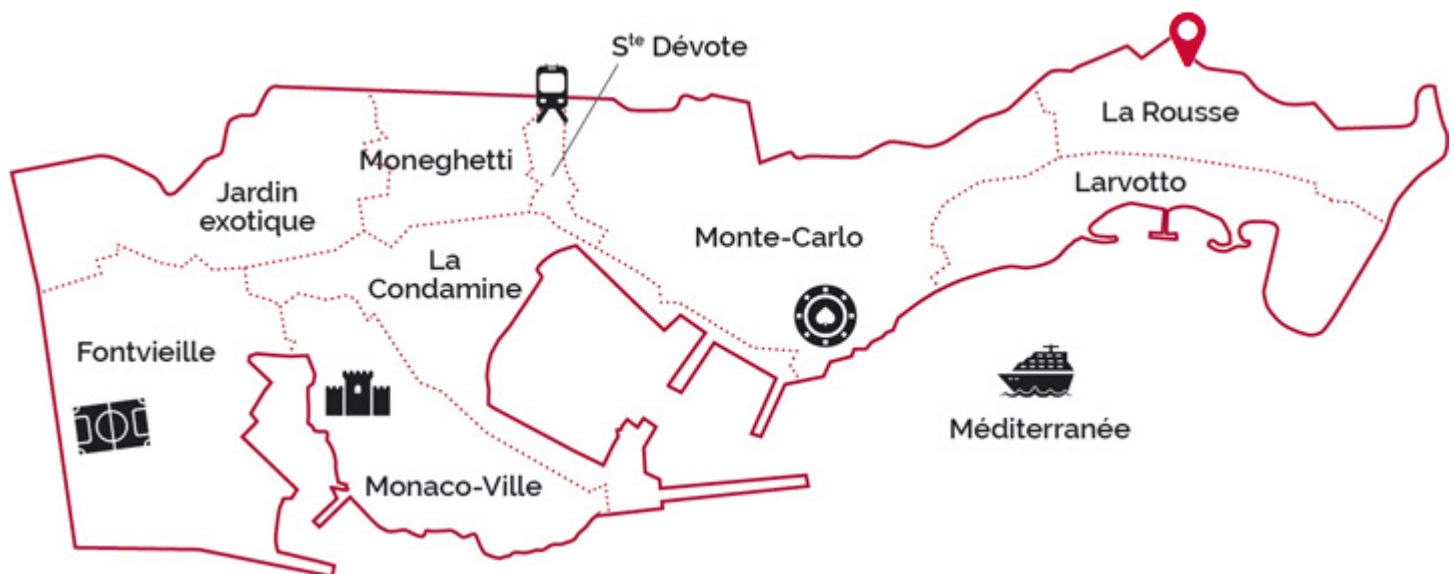 Sᵗᵉ Dévote
La Rousse
Moneghetti
Larvotto
Jardin
exotique
Monte-Carlo
La
Condamine
Fontvieille
Méditerranée
Monaco-Ville